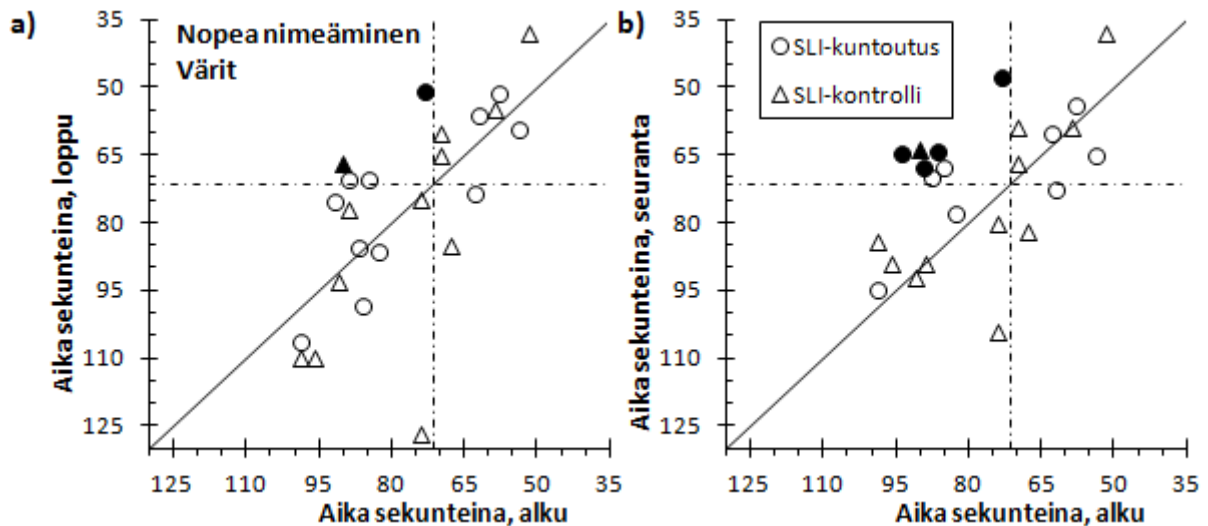 a)
Nopea nimeäminen
Värit
Aika sekunteina, loppu
35
50
65
80
95
110
125
125 110 95 80 65 50 35
Aika sekunteina, alku
b)
SLI-kuntoutus
SLI-kontrolli
Aika sekunteina, seuranta
35
50
65
80
95
110
125
125 110 95 80 65 50 35
Aika sekunteina, alku